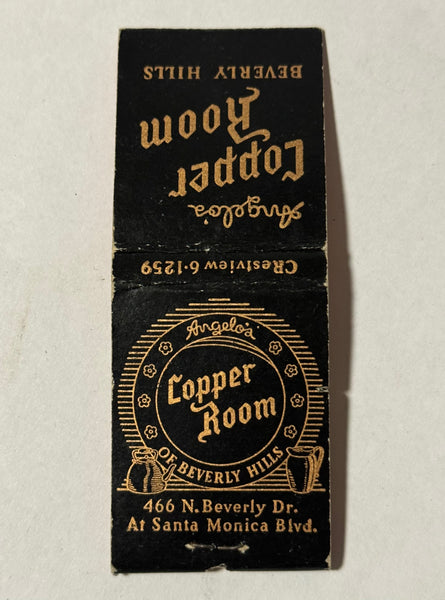 Angelo's
Copper
Room
BEVERLY HILLS
CRestview 6-1259
Angelo's
Copper
Room
OF BEVERLY HILLS
466 N. Beverly Dr.
At Santa Monica Blvd.